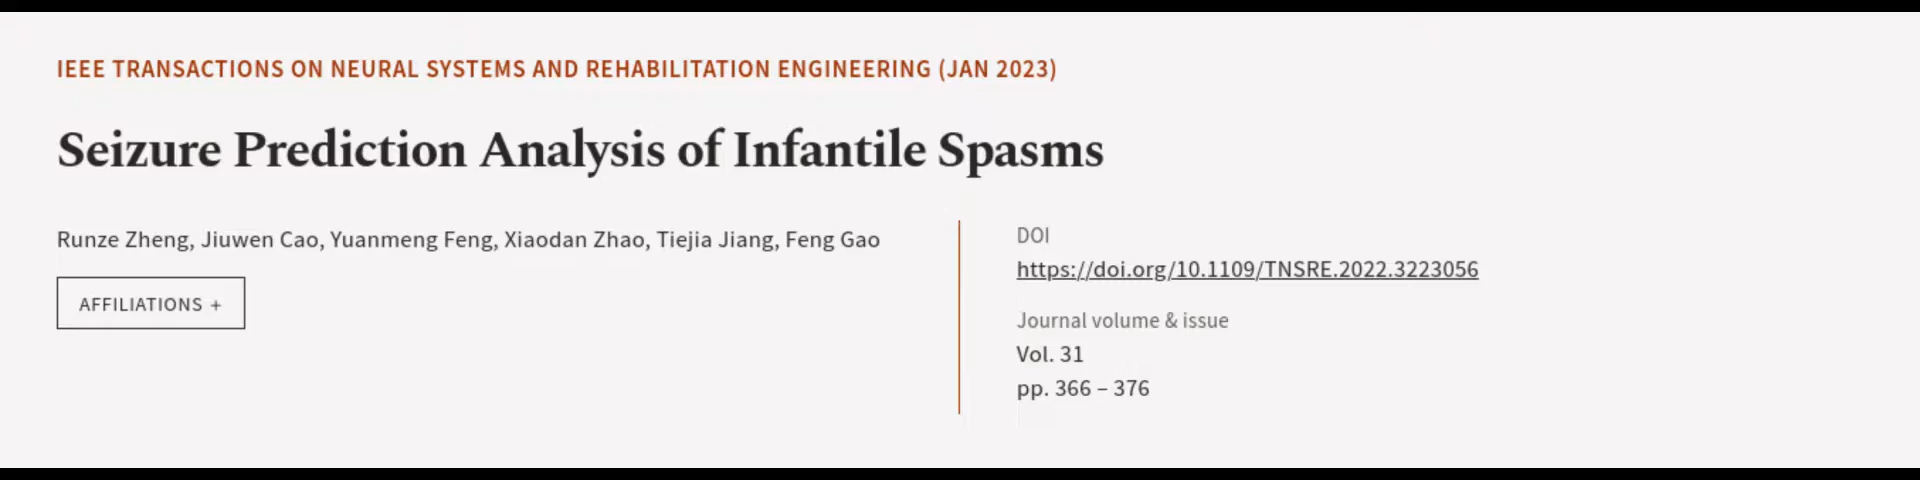 IEEE TRANSACTIONS ON NEURAL SYSTEMS AND REHABILITATION ENGINEERING (JAN 2023)
Seizure Prediction Analysis of Infantile Spasms
Runze Zheng, Jiuwen Cao, Yuanmeng Feng, Xiaodan Zhao, Tiejia Jiang, Feng Gao
AFFILIATIONS +
DOI
https://doi.org/10.1109/TNSRE.2022.3223056
Journal volume & issue
Vol. 31
pp. 366 – 376